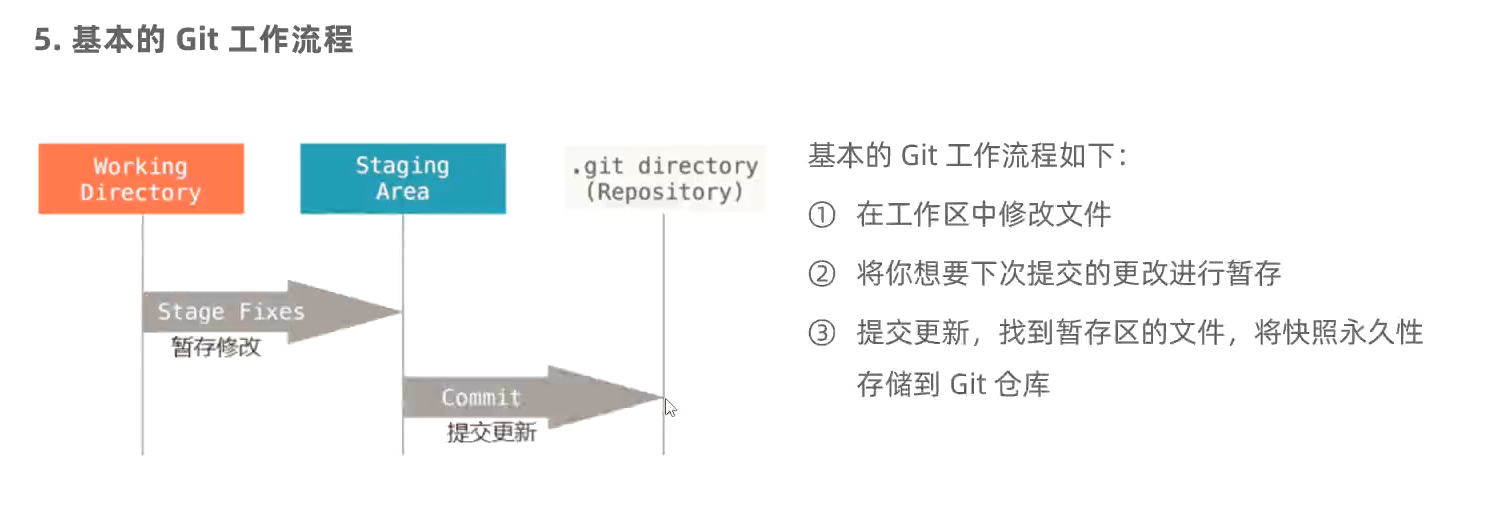 5. 基本的 Git 工作流程
Working
Directory
Staging
Area
.git directory
(Repository)
Stage Fixes
暂存修改
Commit
提交更新
基本的 Git 工作流程如下：
① 在工作区中修改文件
② 将你想要下次提交的更改进行暂存
③ 提交更新，找到暂存区的文件，将快照永久性
存储到 Git 仓库